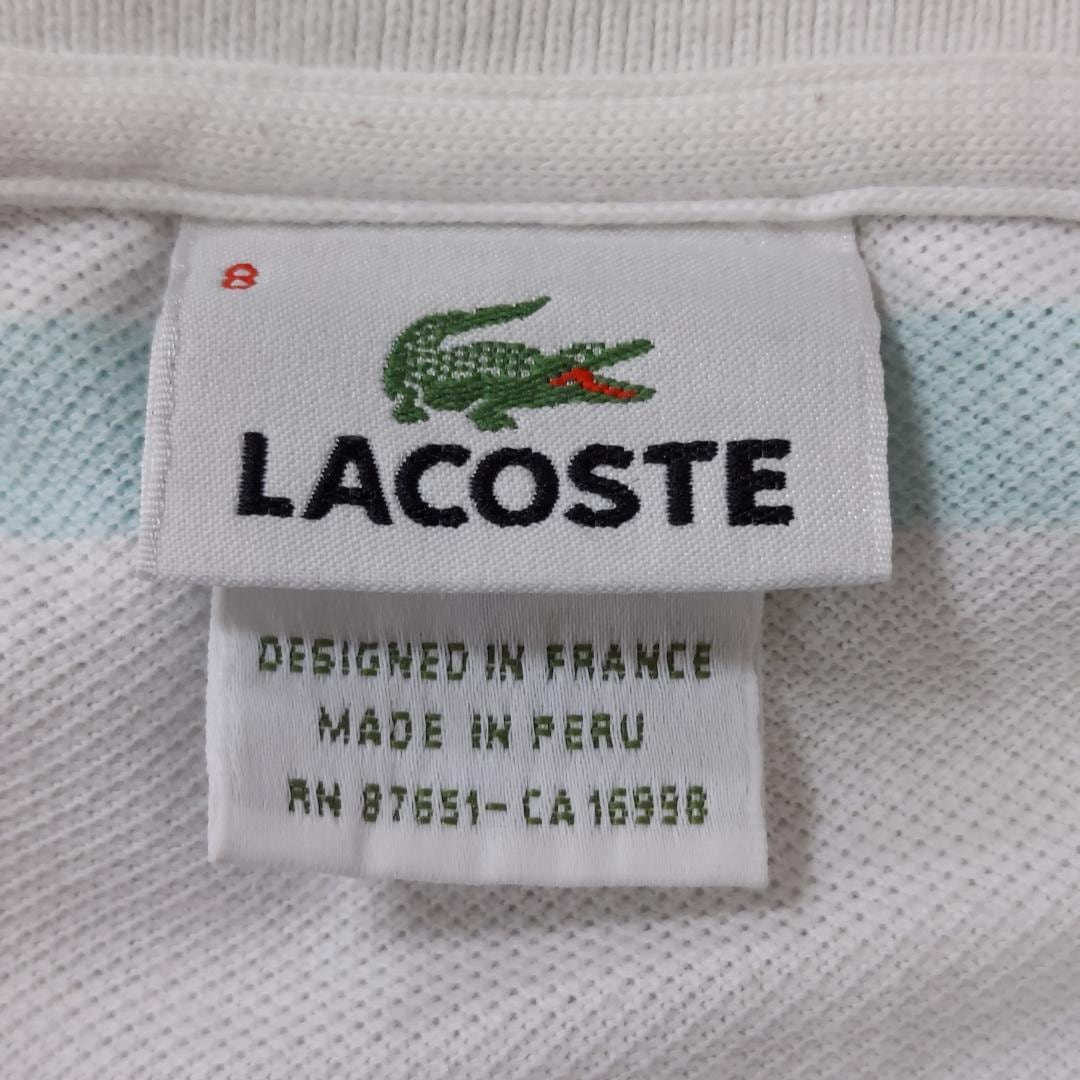 8
LACOSTE
DESIGNED IN FRANCE
MADE IN PERU
RN 87651-CA 16998